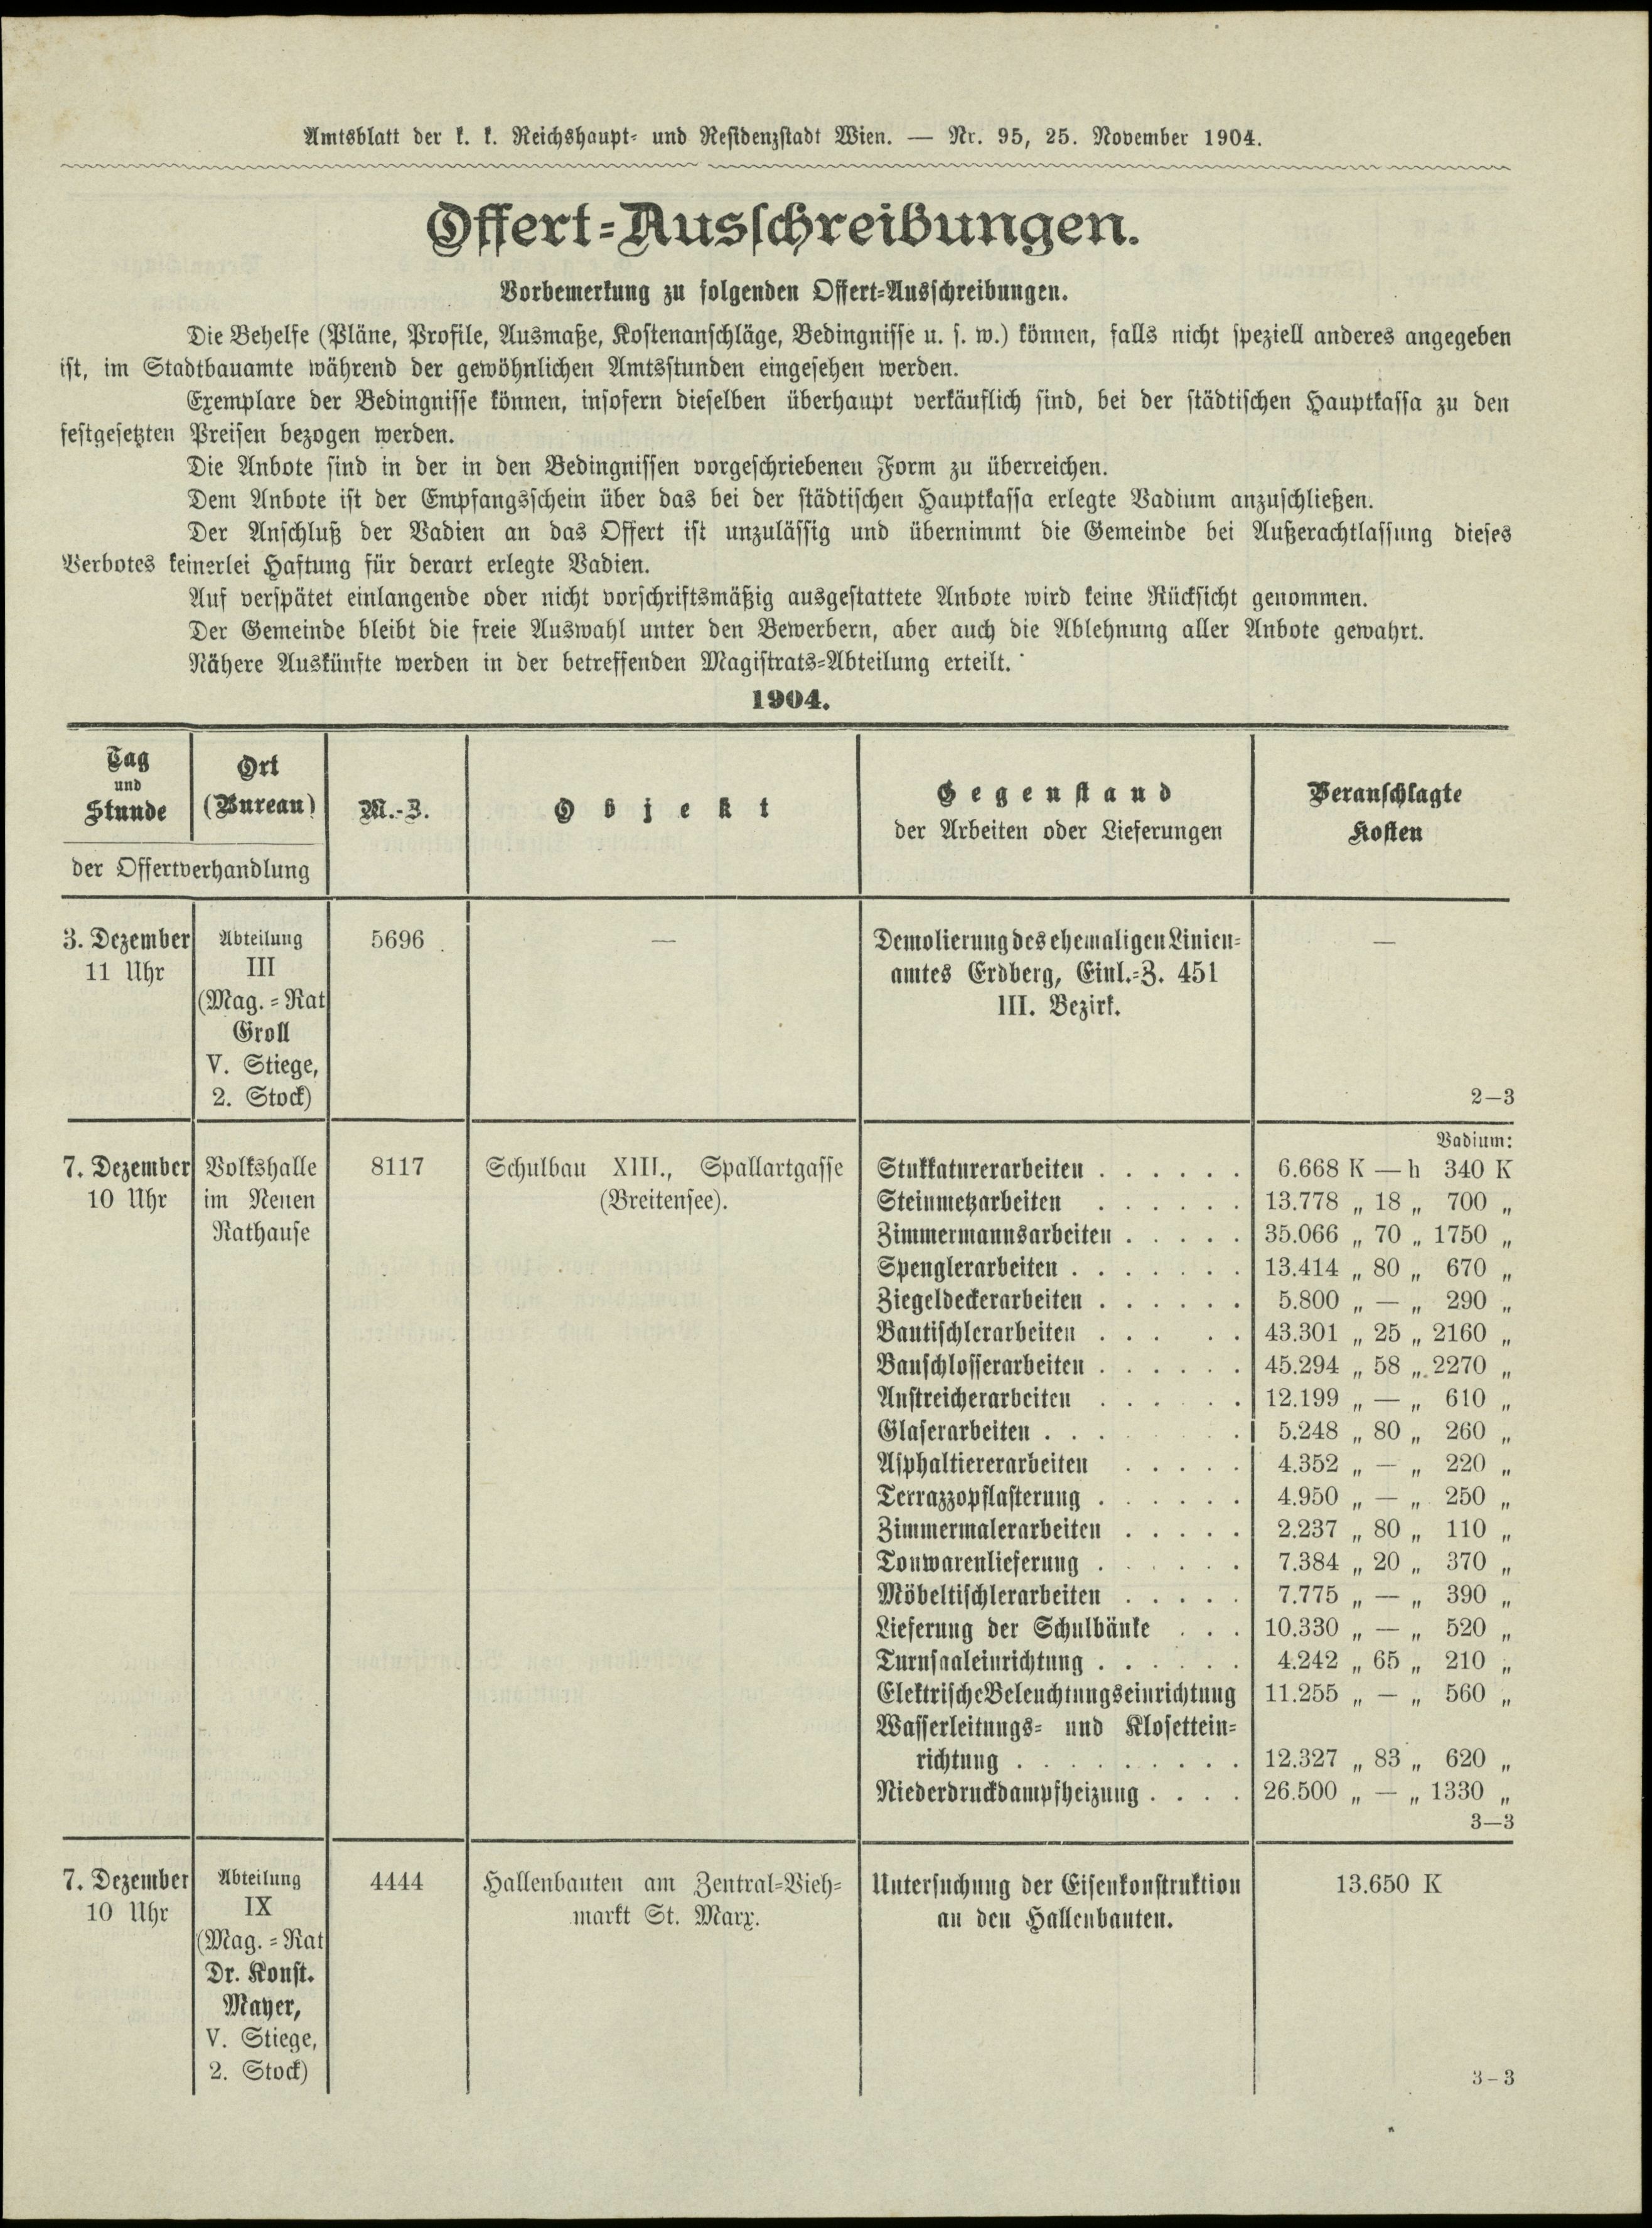 Amtsblatt der k. k. Reichshaupt- und Residenzstadt Wien. — Nr. 95, 25. November 1904.
Offert-Ausschreibungen.
Vorbemerkung zu folgenden Offert-Ausschreibungen.
Die Behelfe (Pläne, Profile, Ausmaße, Kostenanschläge, Bedingnisse u. s. w.) können, falls nicht speziell anderes angegeben
ist, im Stadtbauamte während der gewöhnlichen Amtsstunden eingesehen werden.
Exemplare der Bedingnisse können, insofern dieselben überhaupt verkäuflich sind, bei der städtischen Hauptkassa zu den
festgesetzten Preisen bezogen werden.
Die Anbote sind in der in den Bedingnissen vorgeschriebenen Form zu überreichen.
Dem Anbote ist der Empfangsschein über das bei der städtischen Hauptkassa erlegte Vadium anzuschließen.
Der Anschluß der Vadien an das Offert ist unzulässig und übernimmt die Gemeinde bei Außerachtlassung dieses
Verbotes keinerlei Haftung für derart erlegte Vadien.
Auf verspätet einlangende oder nicht vorschriftsmäßig ausgestattete Anbote wird keine Rücksicht genommen.
Der Gemeinde bleibt die freie Auswahl unter den Bewerbern, aber auch die Ablehnung aller Anbote gewahrt.
Nähere Auskünfte werden in der betreffenden Magistrats-Abteilung erteilt.
1904.
Tag
und
Stunde
Ort
(Bureau)
der Offertverhandlung
M.-Z.
Objekt
Gegenstand
der Arbeiten oder Lieferungen
Veranschlagte
Kosten
3. Dezember
11 Uhr
Abteilung
III
(Mag.-Rat
Groll
V. Stiege,
2. Stock)
5696
—
Demolierung des ehemaligen Linien-
amtes Erdberg, Einl.-Z. 451
III. Bezirk.
—
2—3
7. Dezember
10 Uhr
Volkshalle
im Neuen
Rathause
8117
Schulbau XIII., Spallartgasse
(Breitensee).
Vadium:
Stukkaturerarbeiten . . . . . . 6.668 K — h 340 K
Steinmetzarbeiten . . . . . . 13.778 „ 18 „ 700 „
Zimmermannsarbeiten . . . . . 35.066 „ 70 „ 1750 „
Spenglerarbeiten . . . . . . . 13.414 „ 80 „ 670 „
Ziegeldeckerarbeiten . . . . . . 5.800 „ — „ 290 „
Bautischlerarbeiten . . . . . 43.301 „ 25 „ 2160 „
Bauschlosserarbeiten . . . . . . 45.294 „ 58 „ 2270 „
Anstreicherarbeiten . . . . . . 12.199 „ — „ 610 „
Glaserarbeiten . . . . 5.248 „ 80 „ 260 „
Asphaltiererarbeiten . . . . . 4.352 „ — „ 220 „
Terrazzopflasterung . . . . . . 4.950 „ — „ 250 „
Zimmermalerarbeiten . . . . . 2.237 „ 80 „ 110 „
Tonwarenlieferung . . . . . . 7.384 „ 20 „ 370 „
Möbeltischlerarbeiten . . . . . 7.775 „ — „ 390 „
Lieferung der Schulbänke . . . 10.330 „ — „ 520 „
Turnsaaleinrichtung . . . . . . 4.242 „ 65 „ 210 „
Elektrische Beleuchtungseinrichtung 11.255 „ — „ 560 „
Wasserleitungs- und Klosettein-
richtung . . . . . . . . . 12.327 „ 83 „ 620 „
Niederdruckdampfheizung . . . . 26.500 „ — „ 1330 „
3—3
7. Dezember
10 Uhr
Abteilung
IX
(Mag.-Rat
Dr. Konst.
Mayer,
V. Stiege,
2. Stock)
4444
Hallenbauten am Zentral-Vieh-
markt St. Marx.
Untersuchung der Eisenkonstruktion
an den Hallenbauten.
13.650 K
3–3